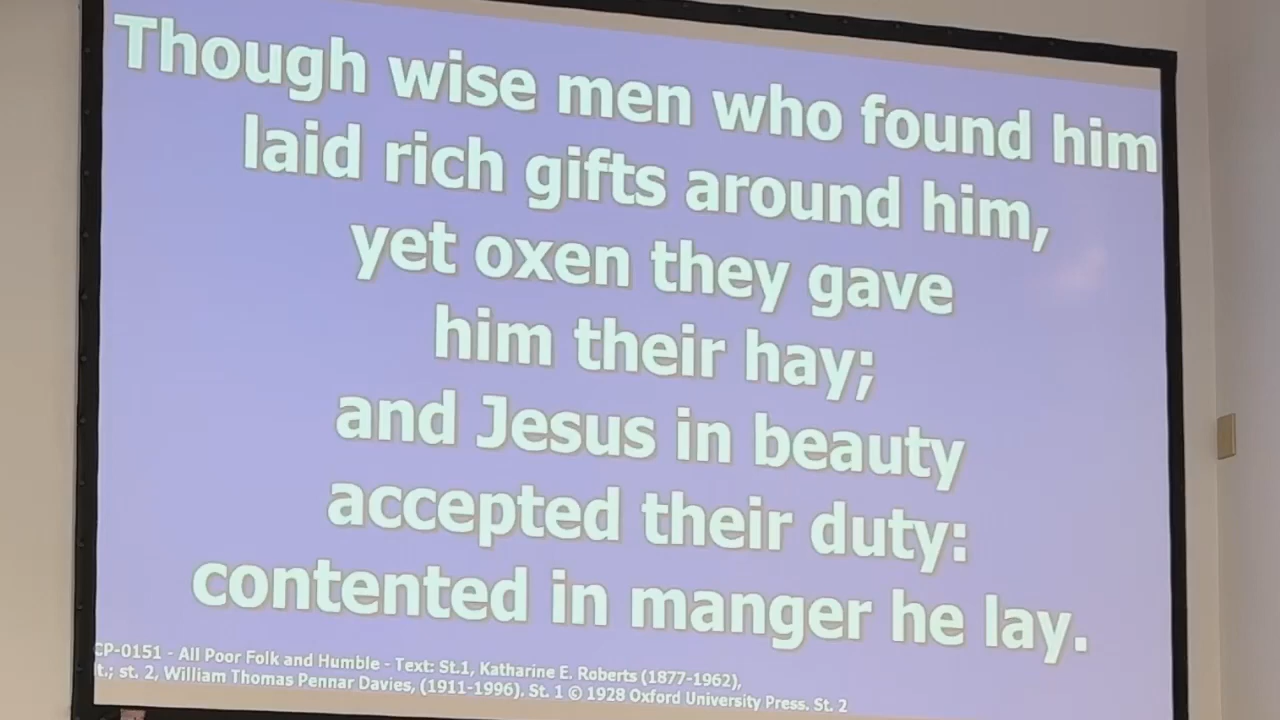 Though wise men who found him
laid rich gifts around him,
yet oxen they gave
him their hay;
and Jesus in beauty
accepted their duty:
contented in manger he lay.
CP-0151 - All Poor Folk and Humble - Text: St.1, Katharine E. Roberts (1877-1962),
lt.; st. 2, William Thomas Pennar Davies, (1911-1996). St. 1 © 1928 Oxford University Press. St. 2